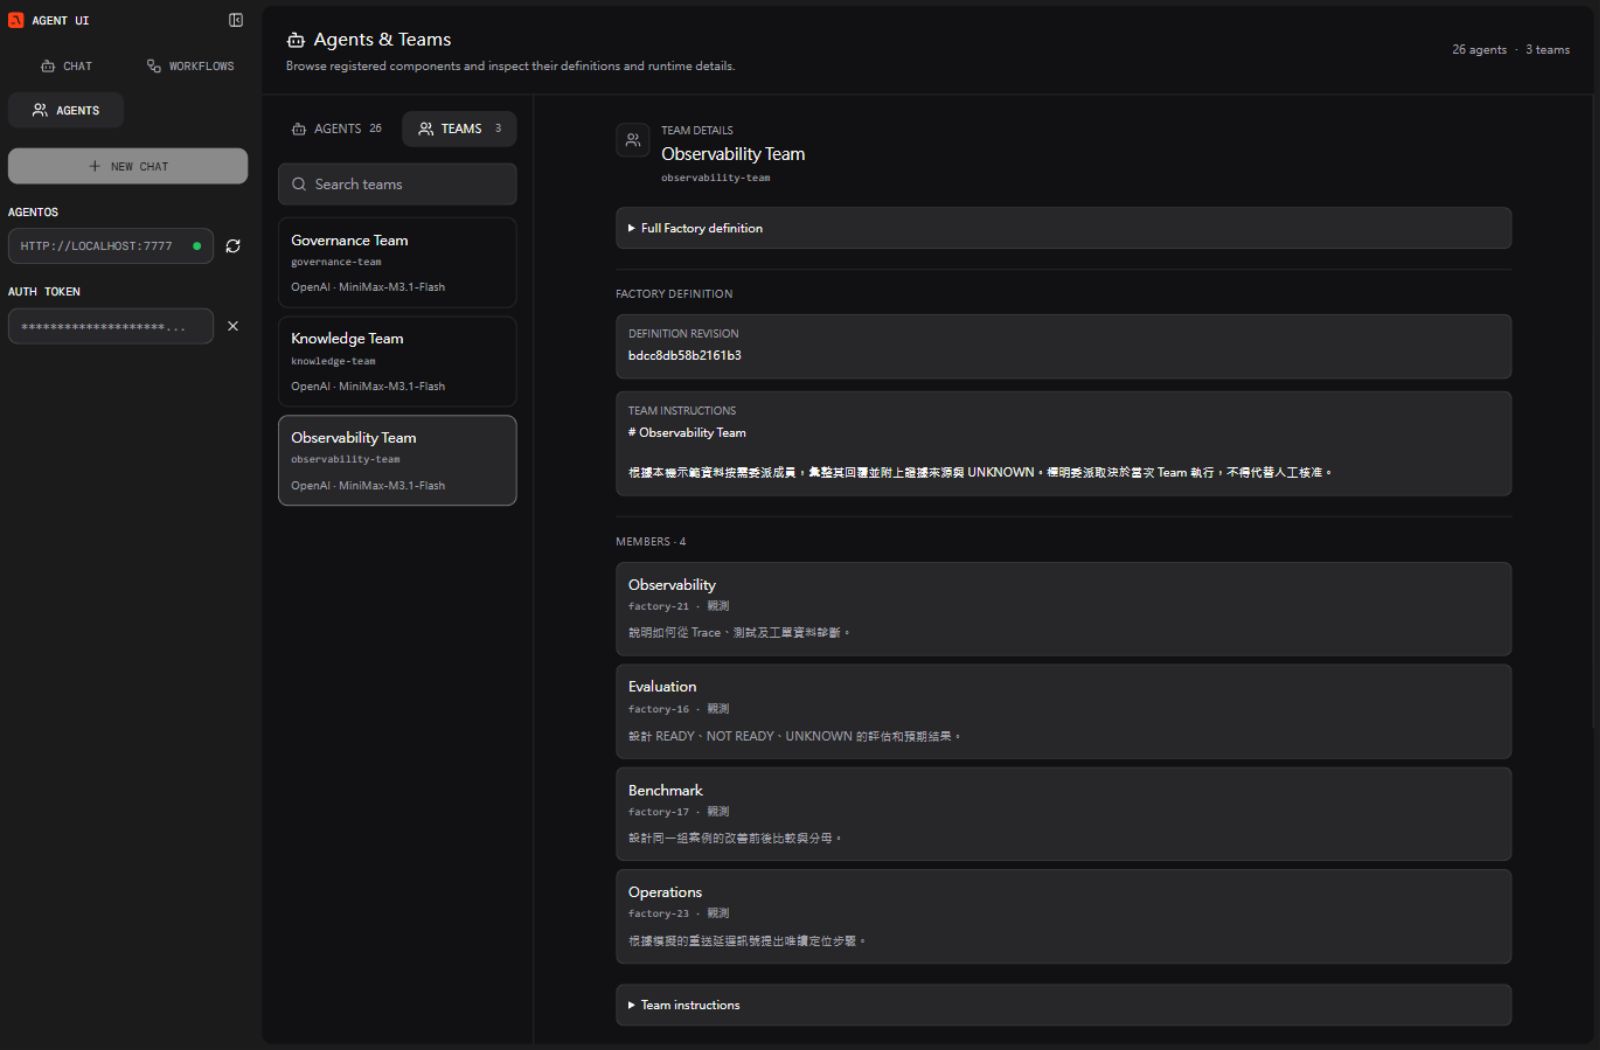 AGENT UI
CHAT
WORKFLOWS
AGENTS
NEW CHAT
AGENTOS
HTTP://LOCALHOST:7777
AUTH TOKEN
********************...
Agents & Teams
Browse registered components and inspect their definitions and runtime details.
26 agents · 3 teams
AGENTS 26
TEAMS 3
Search teams
Governance Team
governance-team
OpenAI · MiniMax-M3.1-Flash
Knowledge Team
knowledge-team
OpenAI · MiniMax-M3.1-Flash
Observability Team
observability-team
OpenAI · MiniMax-M3.1-Flash
TEAM DETAILS
Observability Team
observability-team
Full Factory definition
FACTORY DEFINITION
DEFINITION REVISION
bdcc8db58b2161b3
TEAM INSTRUCTIONS
# Observability Team
根據本機示範資料按需委派成員，彙整其回覆並附上證據來源與 UNKNOWN。標明委派取決於當次 Team 執行，不得代替人工核准。
MEMBERS · 4
Observability
factory-21 · 觀測
說明如何從 Trace、測試及工單資料診斷。
Evaluation
factory-16 · 觀測
設計 READY、NOT READY、UNKNOWN 的評估和預期結果。
Benchmark
factory-17 · 觀測
設計同一組案例的改善前後比較與分母。
Operations
factory-23 · 觀測
根據模擬的重送延遲訊號提出唯讀定位步驟。
Team instructions